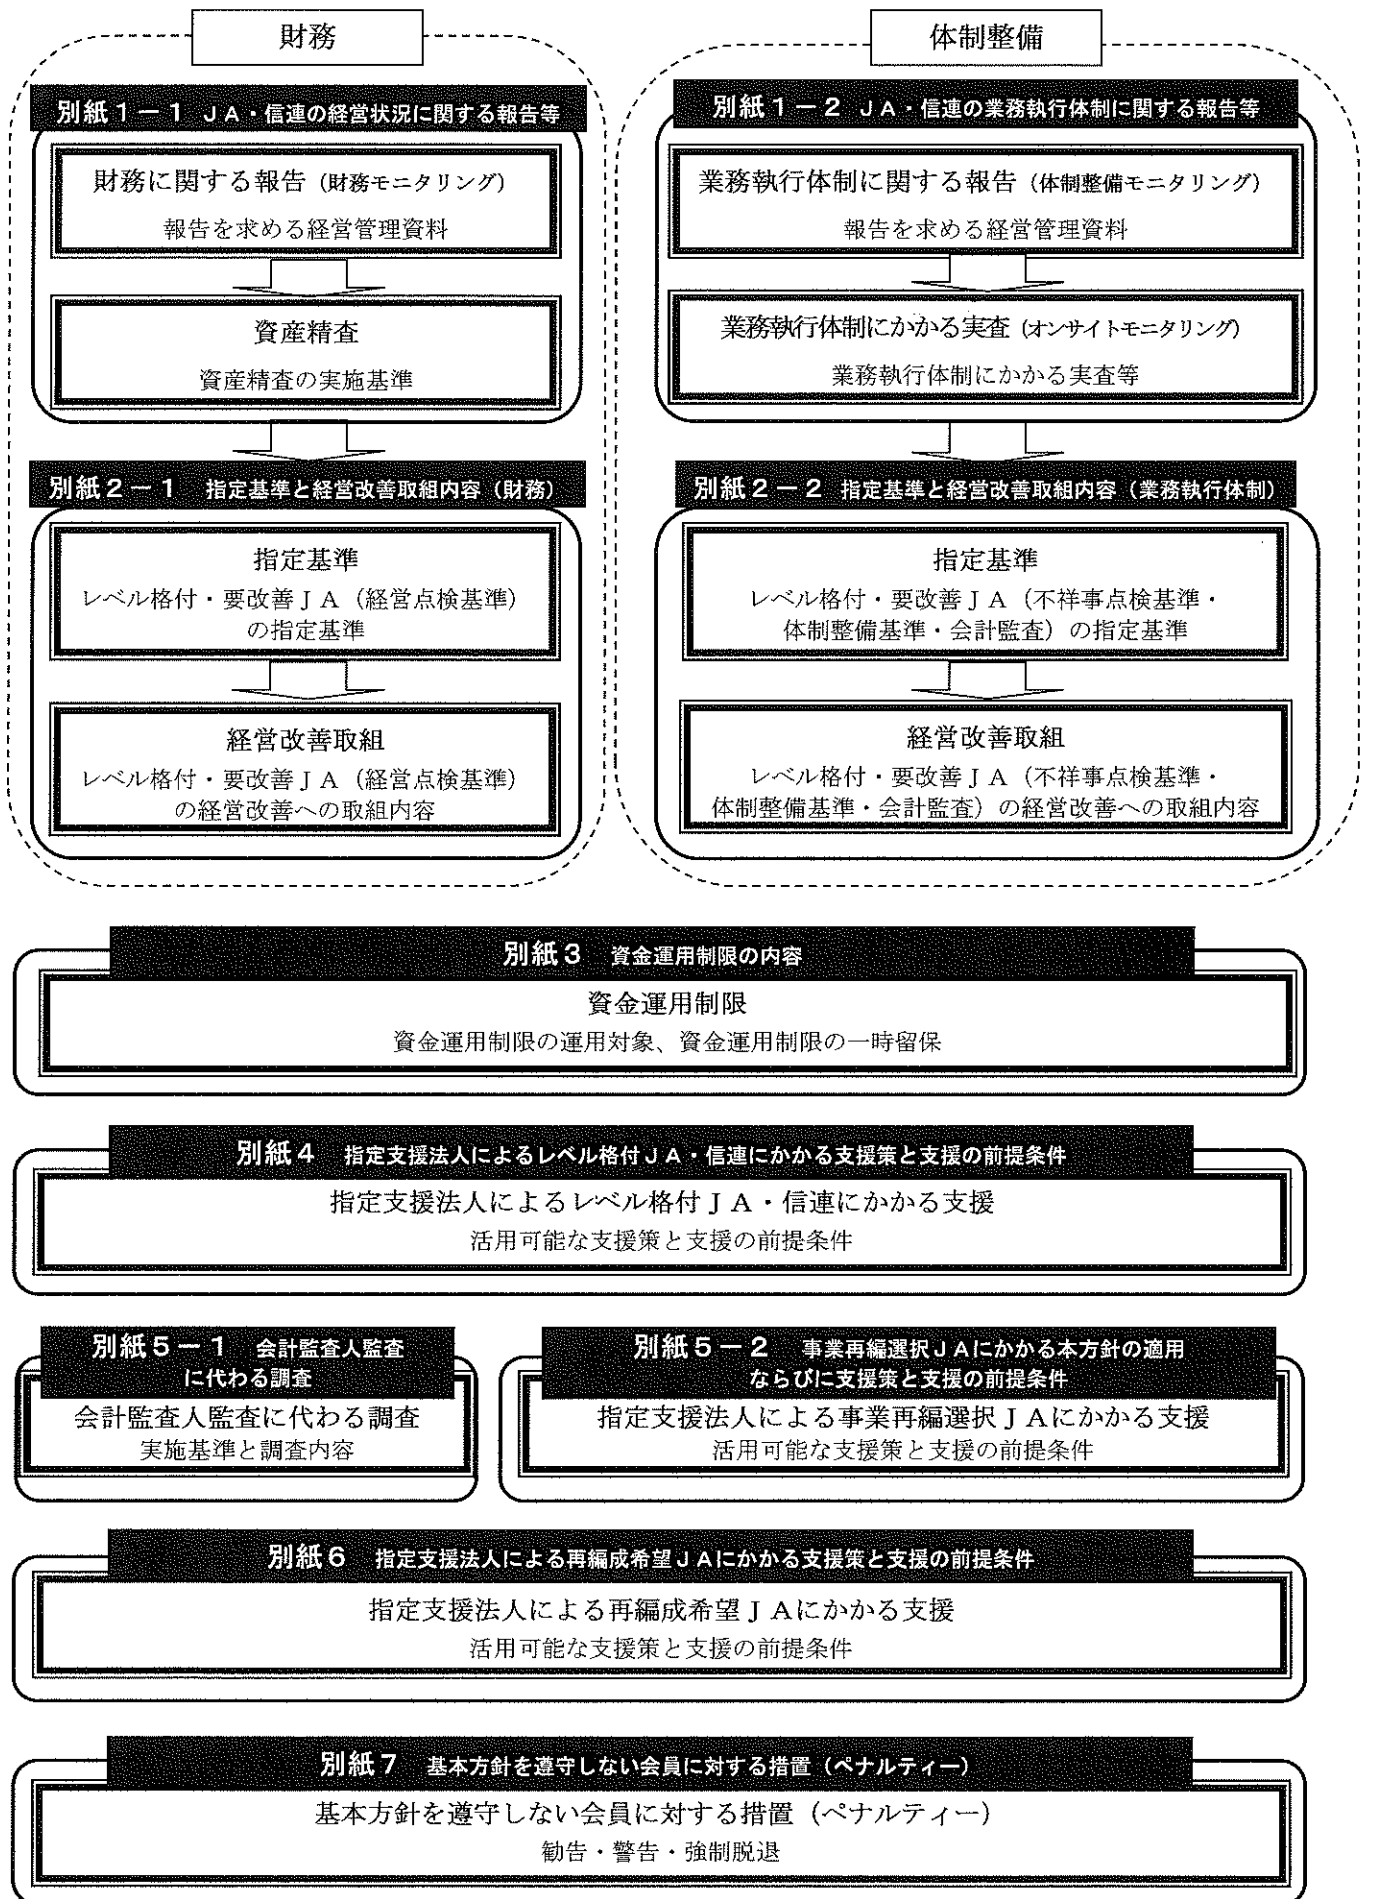 財務
別紙1－1 JA・信連の経営状況に関する報告等
財務に関する報告（財務モニタリング）
報告を求める経営管理資料
資産精査
資産精査の実施基準
別紙2－1 指定基準と経営改善取組内容（財務）
指定基準
レベル格付・要改善JA（経営点検基準）
の指定基準
経営改善取組
レベル格付・要改善JA（経営点検基準）
の経営改善への取組内容
体制整備
別紙1－2 JA・信連の業務執行体制に関する報告等
業務執行体制に関する報告（体制整備モニタリング）
報告を求める経営管理資料
業務執行体制にかかる実査（オンサイトモニタリング）
業務執行体制にかかる実査等
別紙2－2 指定基準と経営改善取組内容（業務執行体制）
指定基準
レベル格付・要改善JA（不祥事点検基準・
体制整備基準・会計監査）の指定基準
経営改善取組
レベル格付・要改善JA（不祥事点検基準・
体制整備基準・会計監査）の経営改善への取組内容
別紙3 資金運用制限の内容
資金運用制限
資金運用制限の運用対象、資金運用制限の一時留保
別紙4 指定支援法人によるレベル格付JA・信連にかかる支援策と支援の前提条件
指定支援法人によるレベル格付JA・信連にかかる支援
活用可能な支援策と支援の前提条件
別紙5－1 会計監査人監査
に代わる調査
会計監査人監査に代わる調査
実施基準と調査内容
別紙5－2 事業再編選択JAにかかる本方針の適用
ならびに支援策と支援の前提条件
指定支援法人による事業再編選択JAにかかる支援
活用可能な支援策と支援の前提条件
別紙6 指定支援法人による再編成希望JAにかかる支援策と支援の前提条件
指定支援法人による再編成希望JAにかかる支援
活用可能な支援策と支援の前提条件
別紙7 基本方針を遵守しない会員に対する措置（ペナルティー）
基本方針を遵守しない会員に対する措置（ペナルティー）
勧告・警告・強制脱退